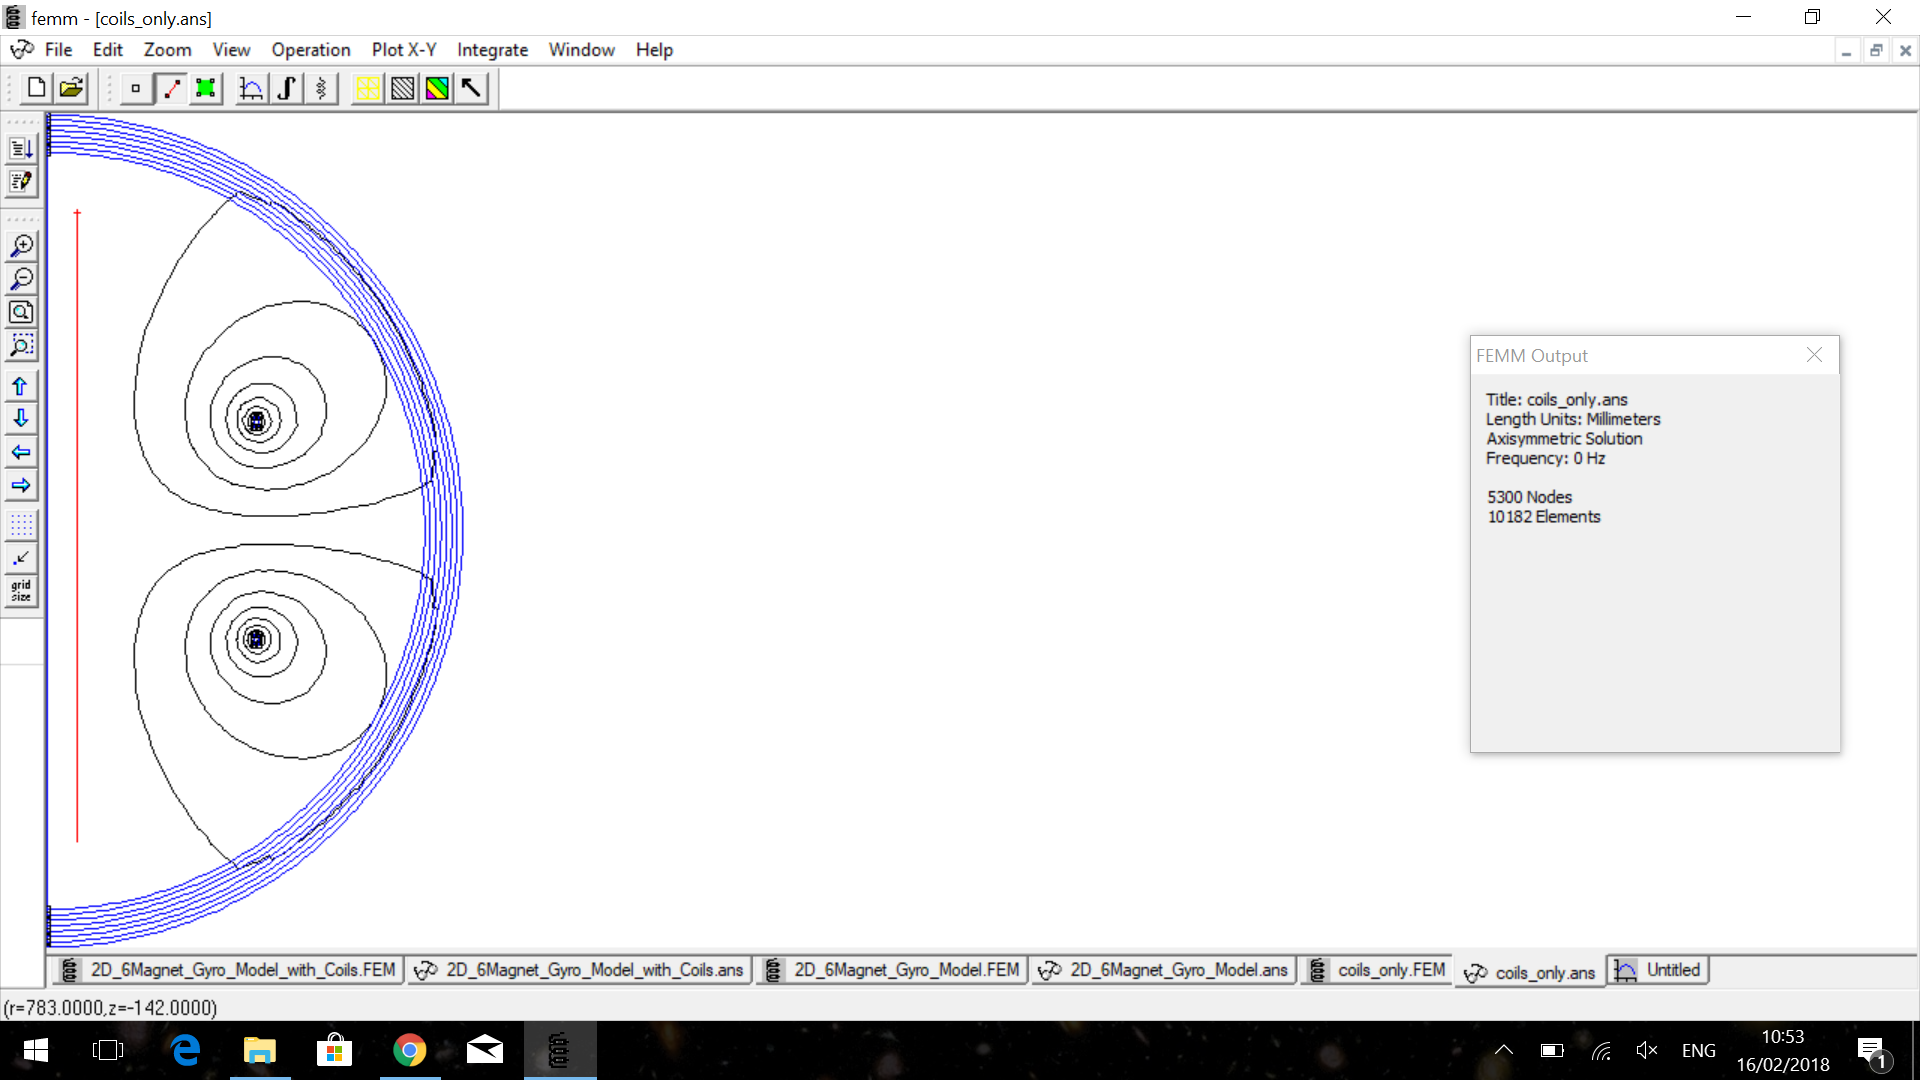 femm - [coils_only.ans]
File Edit Zoom View Operation Plot X-Y Integrate Window Help
grid
size
FEMM Output
Title: coils_only.ans
Length Units: Millimeters
Axisymmetric Solution
Frequency: 0 Hz
5300 Nodes
10182 Elements
2D_6Magnet_Gyro_Model_with_Coils.FEM 2D_6Magnet_Gyro_Model_with_Coils.ans 2D_6Magnet_Gyro_Model.FEM 2D_6Magnet_Gyro_Model.ans coils_only.FEM coils_only.ans Untitled
(r=783.0000,z=-142.0000)
ENG
10:53
16/02/2018
1